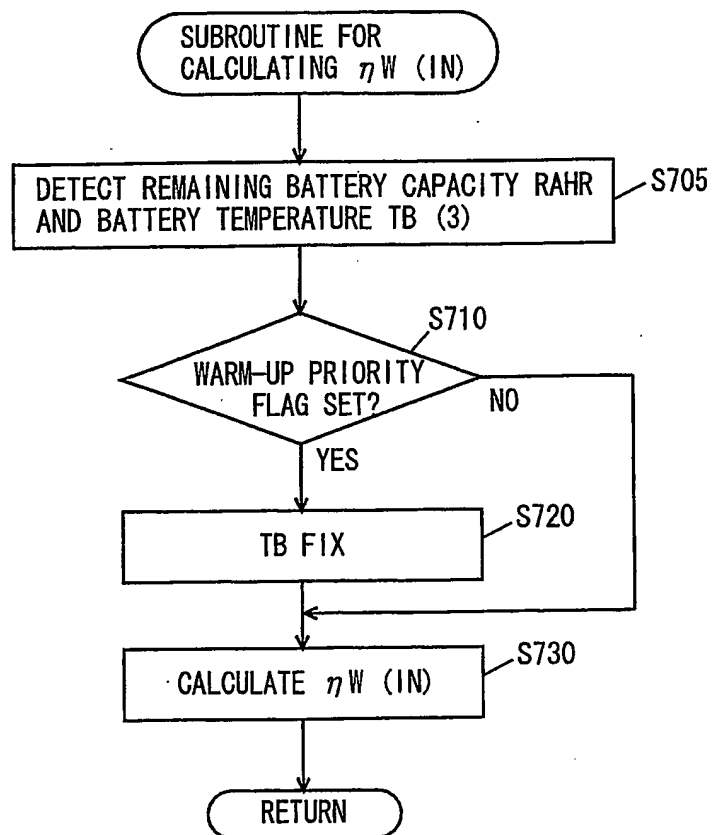 SUBROUTINE FOR
CALCULATING ηW (IN)
DETECT REMAINING BATTERY CAPACITY RAHR
AND BATTERY TEMPERATURE TB (3)
S705
S710
WARM-UP PRIORITY
FLAG SET?
NO
YES
S720
TB FIX
S730
CALCULATE ηW (IN)
RETURN